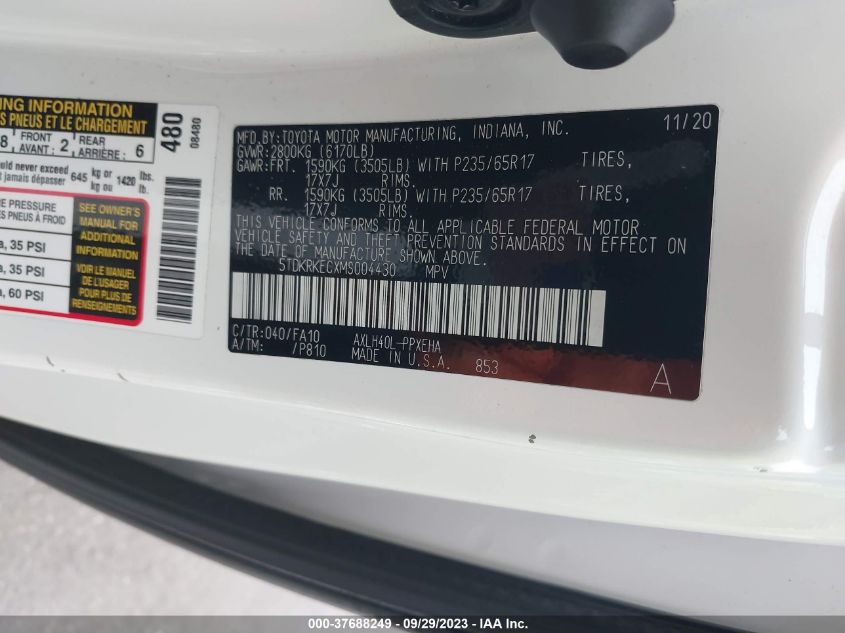 NG INFORMATION
S PNEUS ET LE CHARGEMENT
8 FRONT AVANT : 2 REAR ARRIÈRE : 6
ould never exceed 645 kg or 1420 lbs.
t jamais dépasser kg ou lb.
E PRESSURE
S PNEUS À FROID
a, 35 PSI
a, 35 PSI
a, 60 PSI
SEE OWNER'S
MANUAL FOR
ADDITIONAL
INFORMATION
VOIR LE MANUEL
DE L'USAGER
POUR PLUS DE
RENSEIGNEMENTS
480
08480
MFD.BY:TOYOTA MOTOR MANUFACTURING, INDIANA, INC. 11/20
GVWR:2800KG (6170LB)
GAWR:FRT. 1590KG (3505LB) WITH P235/65R17 TIRES,
17X7J RIMS.
RR. 1590KG (3505LB) WITH P235/65R17 TIRES,
17X7J RIMS.
THIS VEHICLE CONFORMS TO ALL APPLICABLE FEDERAL MOTOR
VEHICLE SAFETY AND THEFT PREVENTION STANDARDS IN EFFECT ON
THE DATE OF MANUFACTURE SHOWN ABOVE.
5TDKRKECXMS004430 MPV
C/TR:040/FA10 AXLH40L-PPXEHA
A/TM: /P810 MADE IN U.S.A. 853
A
000-37688249 - 09/29/2023 - IAA Inc.